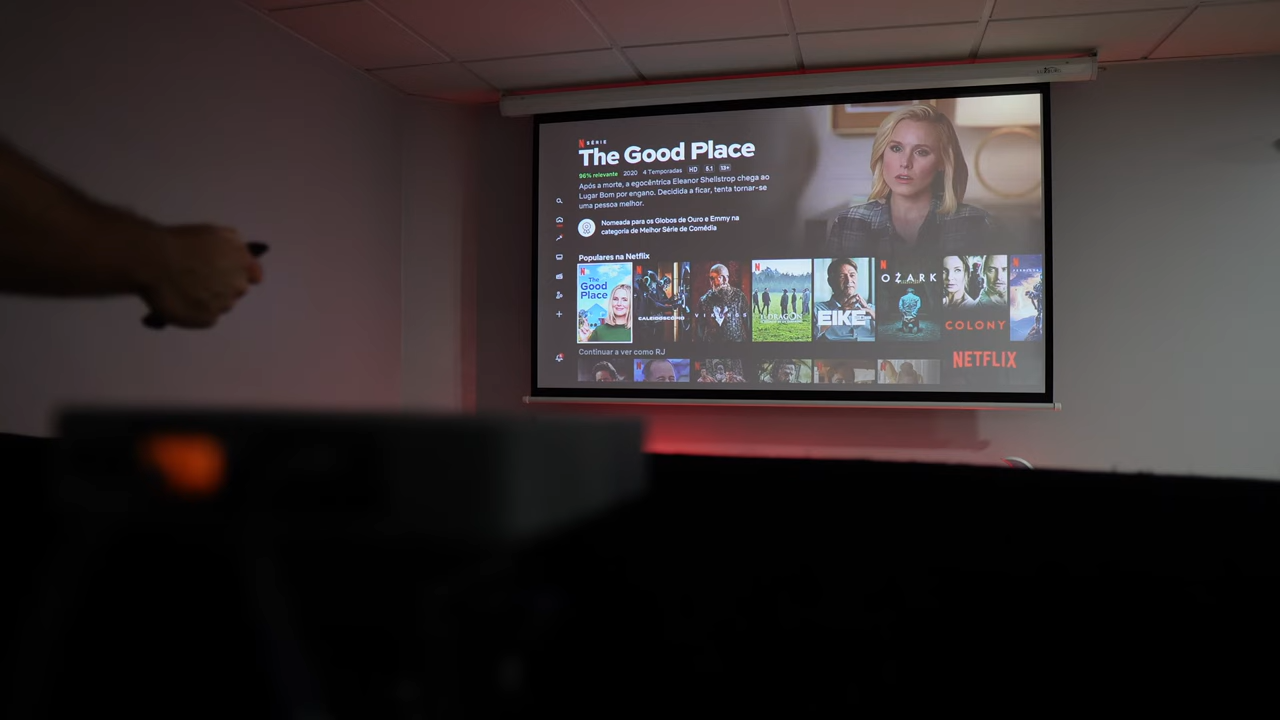 N SÉRIE
The Good Place
96% relevante 2020 4 Temporadas HD 5.1 13+
Após a morte, a egocêntrica Eleanor Shellstrop chega ao
Lugar Bom por engano. Decidida a ficar, tenta tornar-se
uma pessoa melhor.
Nomeada para os Globos de Ouro e Emmy na
categoria de Melhor Série de Comédia
Populares na Netflix
The
Good
Place
CALEIDOSCÓPIO
VIKINGS
EIKE
OZARK
COLONY
Continuar a ver como RJ
NETFLIX